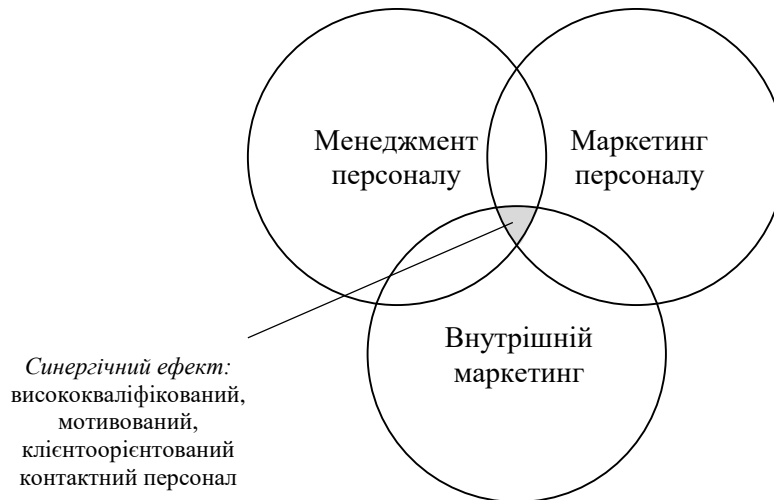 Менеджмент
персоналу
Маркетинг
персоналу
Внутрішній
маркетинг
Синергічний ефект:
висококваліфікований,
мотивований,
клієнтоорієнтований
контактний персонал